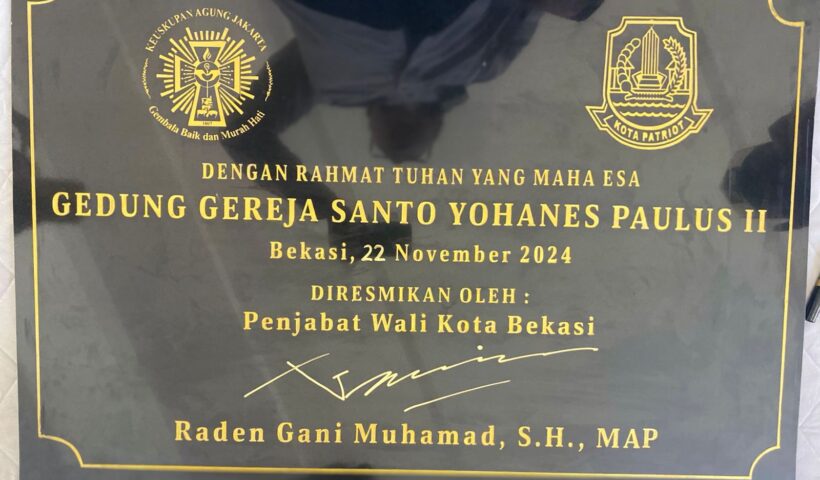 KEUSKUPAN AGUNG JAKARTA
Gembala Baik dan Murah Hati
KOTA PATRIOT
DENGAN RAHMAT TUHAN YANG MAHA ESA
GEDUNG GEREJA SANTO YOHANES PAULUS II
Bekasi, 22 November 2024
DIRESMIKAN OLEH :
Penjabat Wali Kota Bekasi
Raden Gani Muhamad, S.H., MAP